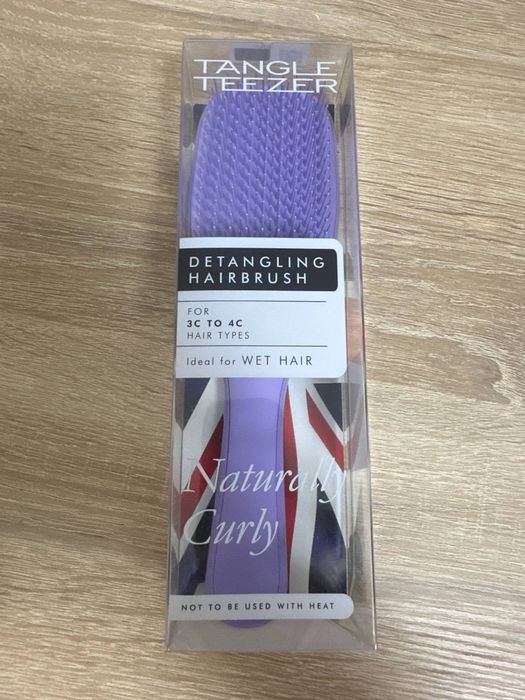 TANGLE
TEEZER
DETANGLING
HAIRBRUSH
FOR
3C TO 4C
HAIR TYPES
Ideal for WET HAIR
Naturally
Curly
NOT TO BE USED WITH HEAT